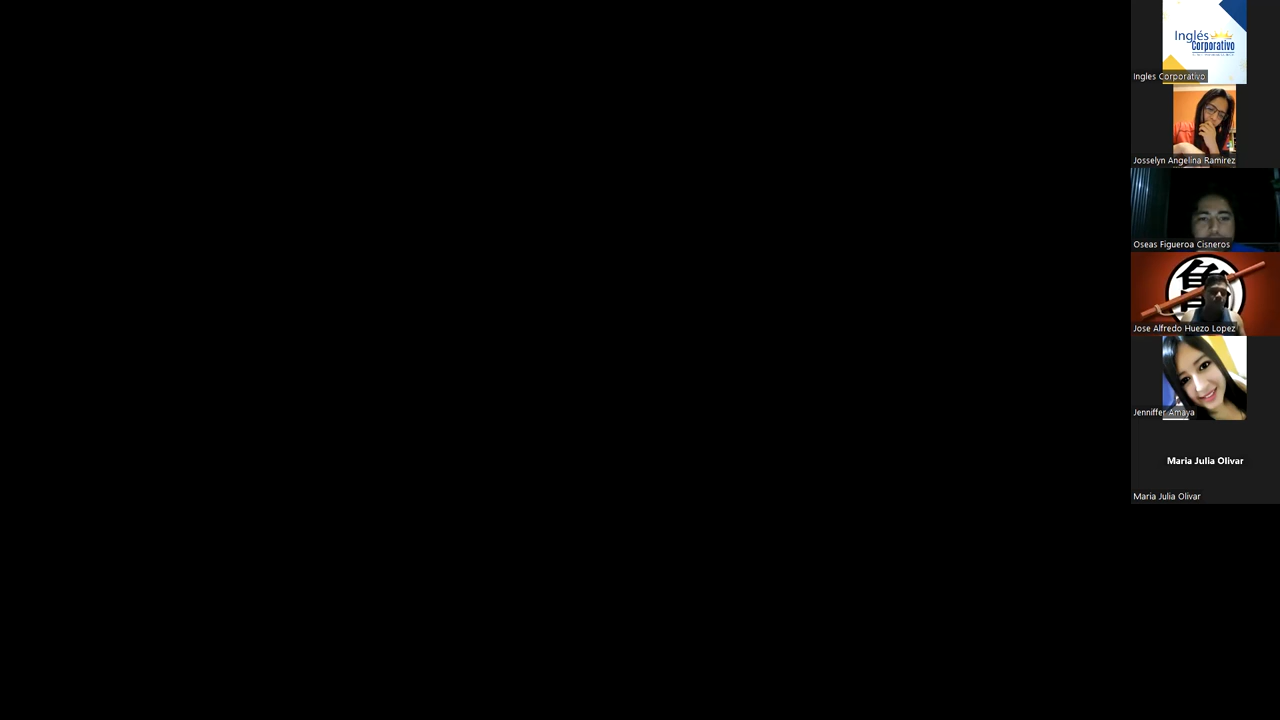 Inglés
Corporativo
Ingles Corporativo
Josselyn Angelina Ramirez
Oseas Figueroa Cisneros
亀
Jose Alfredo Huezo Lopez
Jenniffer Amaya
Maria Julia Olivar
Maria Julia Olivar